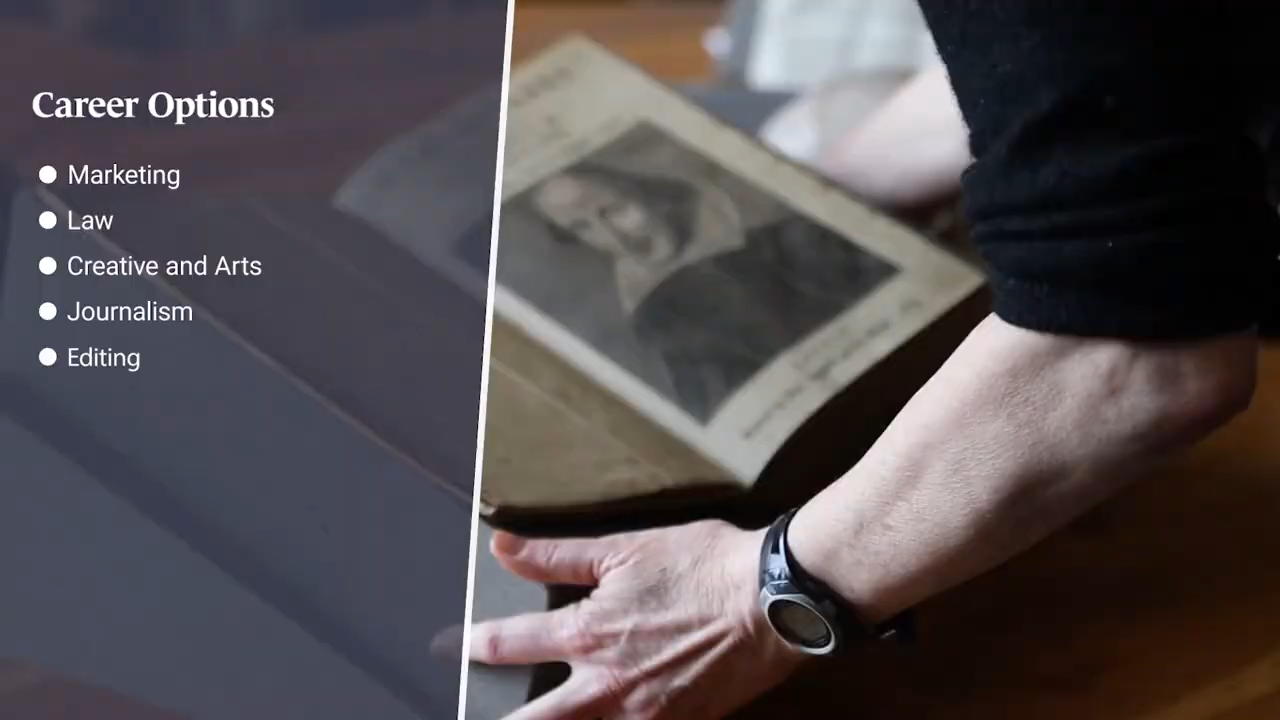 Career Options
Marketing
Law
Creative and Arts
Journalism
Editing